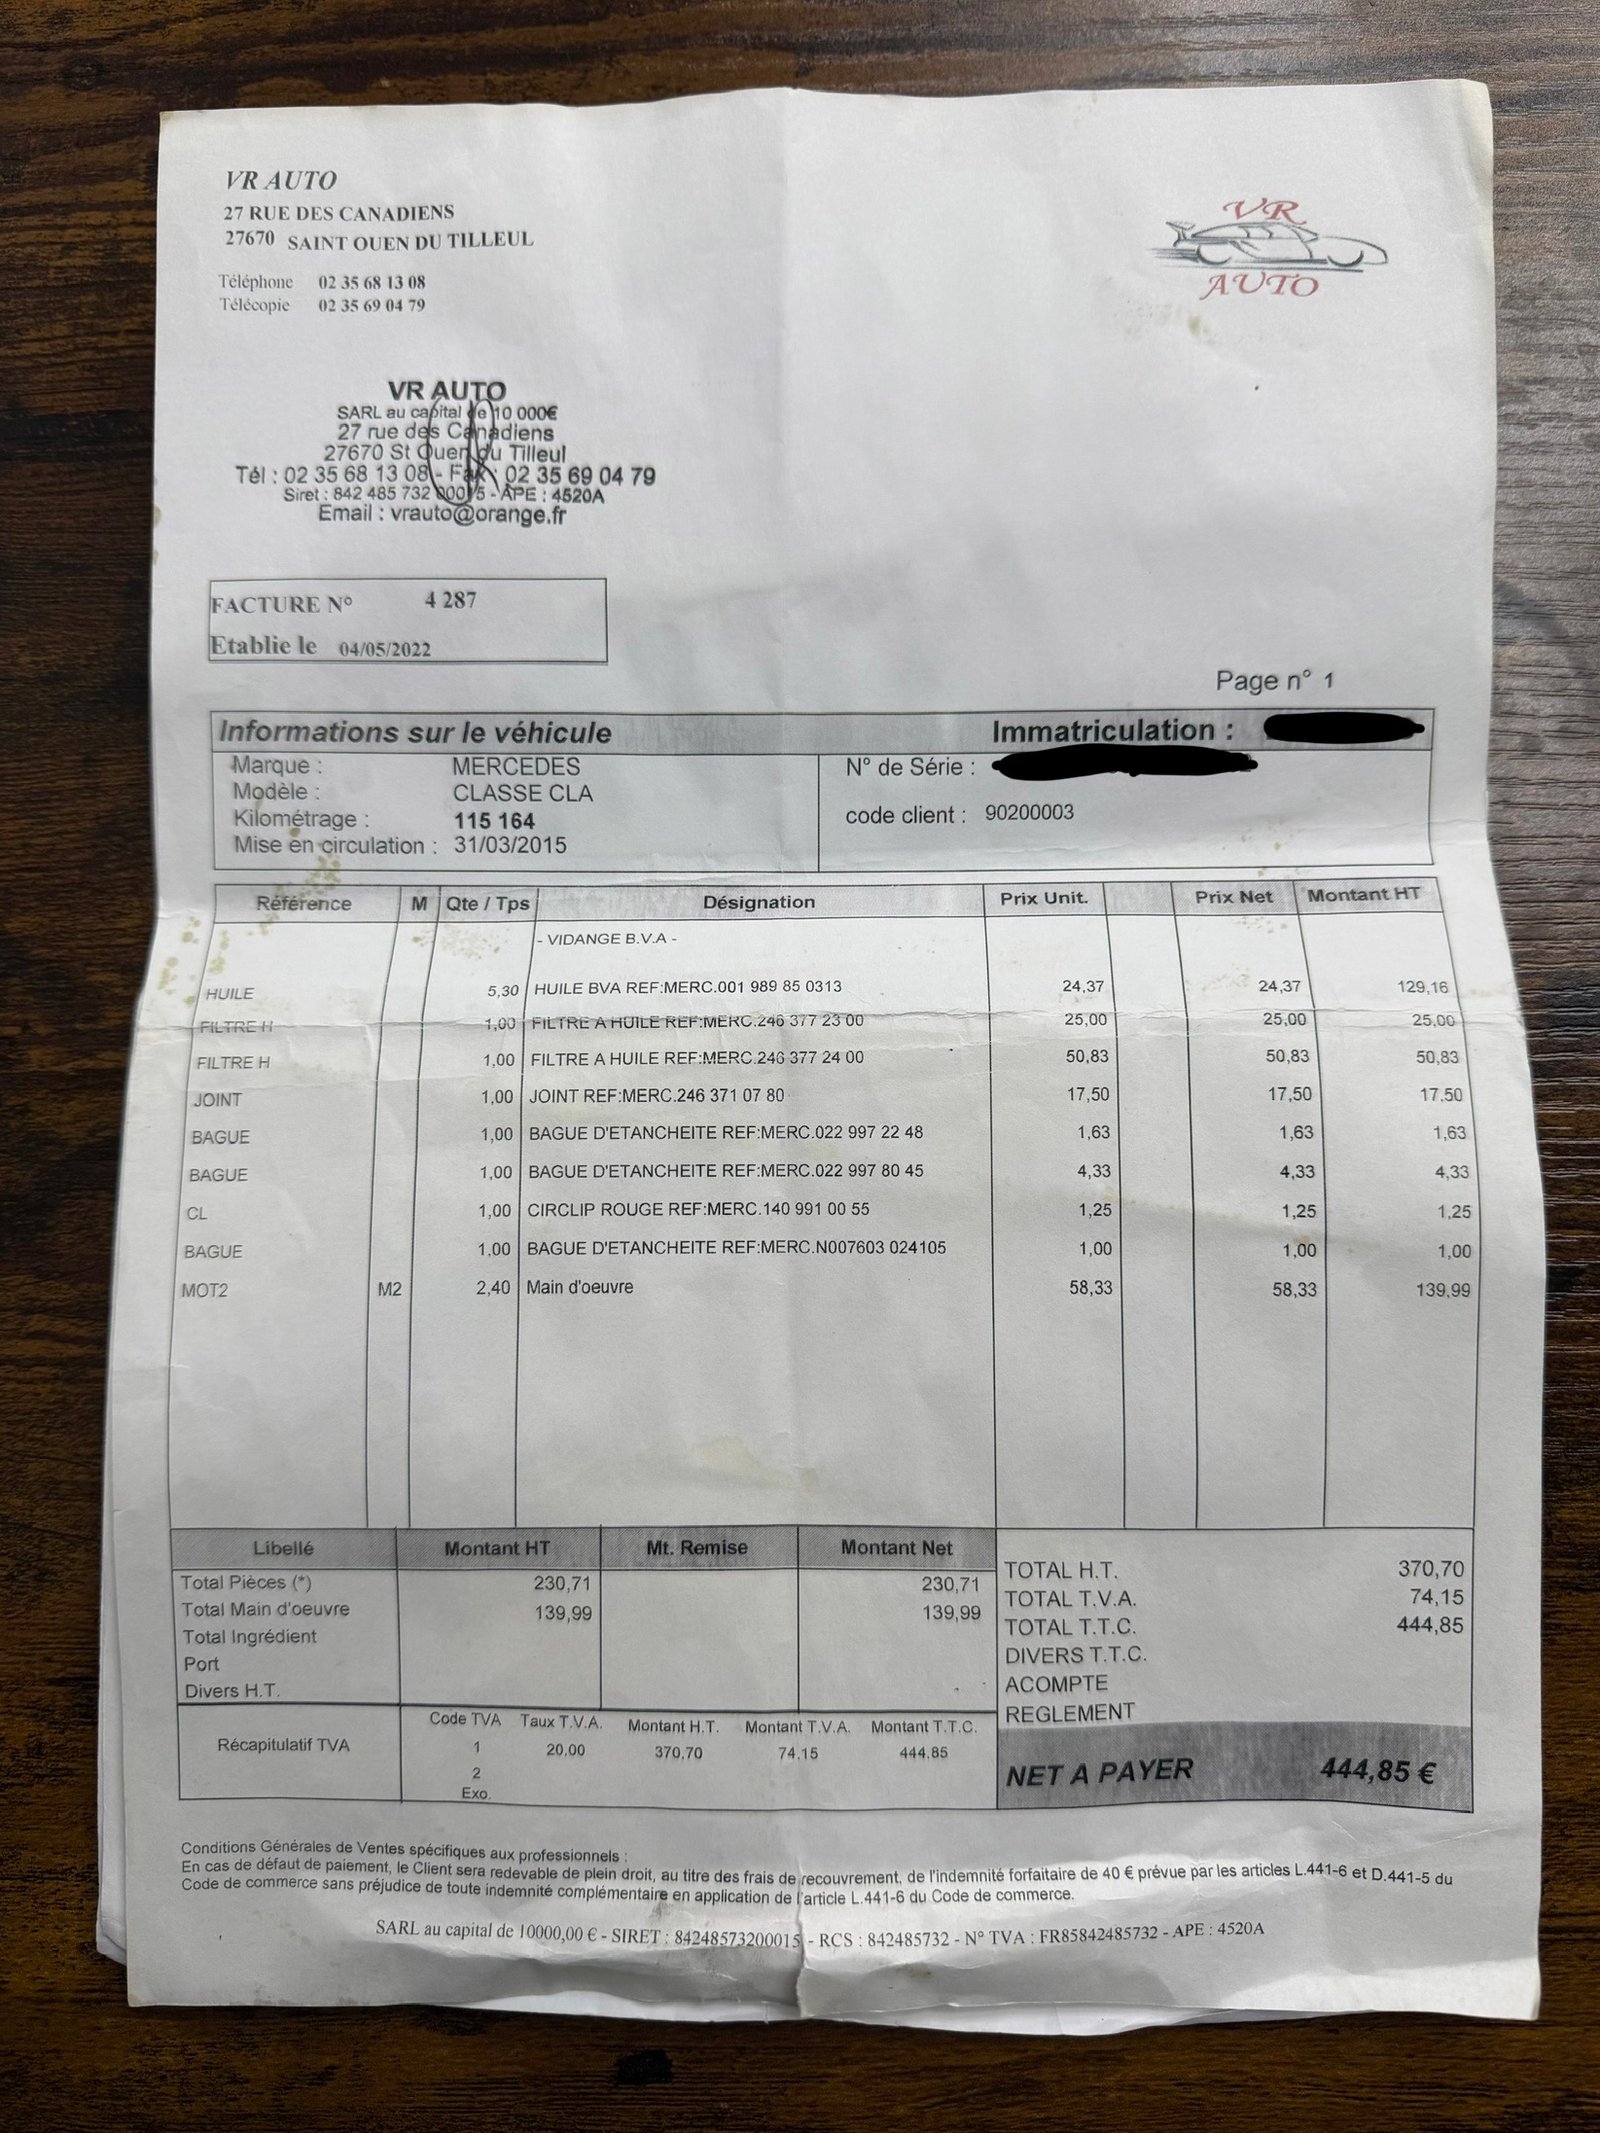 VR AUTO
27 RUE DES CANADIENS
27670 SAINT OUEN DU TILLEUL
Téléphone 02 35 68 13 08
Télécopie 02 35 69 04 79
VR
AUTO
VR AUTO
SARL au capital de 10 000€
27 rue des Canadiens
27670 St Ouen du Tilleul
Tél : 02 35 68 13 08 - Fax : 02 35 69 04 79
Siret : 842 485 732 00015 - APE : 4520A
Email : vrauto@orange.fr
FACTURE N° 4 287
Etablie le 04/05/2022
Page n° 1
Informations sur le véhicule Immatriculation :
Marque : MERCEDES N° de Série :
Modèle : CLASSE CLA
Kilométrage : 115 164 code client : 90200003
Mise en circulation : 31/03/2015
Référence M Qte / Tps Désignation Prix Unit. Prix Net Montant HT
- VIDANGE B.V.A -
HUILE 5,30 HUILE BVA REF:MERC.001 989 85 0313 24,37 24,37 129,16
FILTRE H 1,00 FILTRE A HUILE REF:MERC.246 377 23 00 25,00 25,00 25,00
FILTRE H 1,00 FILTRE A HUILE REF:MERC.246 377 24 00 50,83 50,83 50,83
JOINT 1,00 JOINT REF:MERC.246 371 07 80 17,50 17,50 17,50
BAGUE 1,00 BAGUE D'ETANCHEITE REF:MERC.022 997 22 48 1,63 1,63 1,63
BAGUE 1,00 BAGUE D'ETANCHEITE REF:MERC.022 997 80 45 4,33 4,33 4,33
CL 1,00 CIRCLIP ROUGE REF:MERC.140 991 00 55 1,25 1,25 1,25
BAGUE 1,00 BAGUE D'ETANCHEITE REF:MERC.N007603 024105 1,00 1,00 1,00
MOT2 M2 2,40 Main d'oeuvre 58,33 58,33 139,99
Libellé Montant HT Mt. Remise Montant Net
Total Pièces (*) 230,71 230,71
Total Main d'oeuvre 139,99 139,99
Total Ingrédient
Port
Divers H.T.
TOTAL H.T. 370,70
TOTAL T.V.A. 74,15
TOTAL T.T.C. 444,85
DIVERS T.T.C.
ACOMPTE
REGLEMENT
Récapitulatif TVA
Code TVA Taux T.V.A. Montant H.T. Montant T.V.A. Montant T.T.C.
1 20,00 370,70 74,15 444,85
2
Exo.
NET A PAYER 444,85 €
Conditions Générales de Ventes spécifiques aux professionnels :
En cas de défaut de paiement, le Client sera redevable de plein droit, au titre des frais de recouvrement, de l'indemnité forfaitaire de 40 € prévue par les articles L.441-6 et D.441-5 du
Code de commerce sans préjudice de toute indemnité complémentaire en application de l'article L.441-6 du Code de commerce.
SARL au capital de 10000,00 € - SIRET : 84248573200015 - RCS : 842485732 - N° TVA : FR85842485732 - APE : 4520A